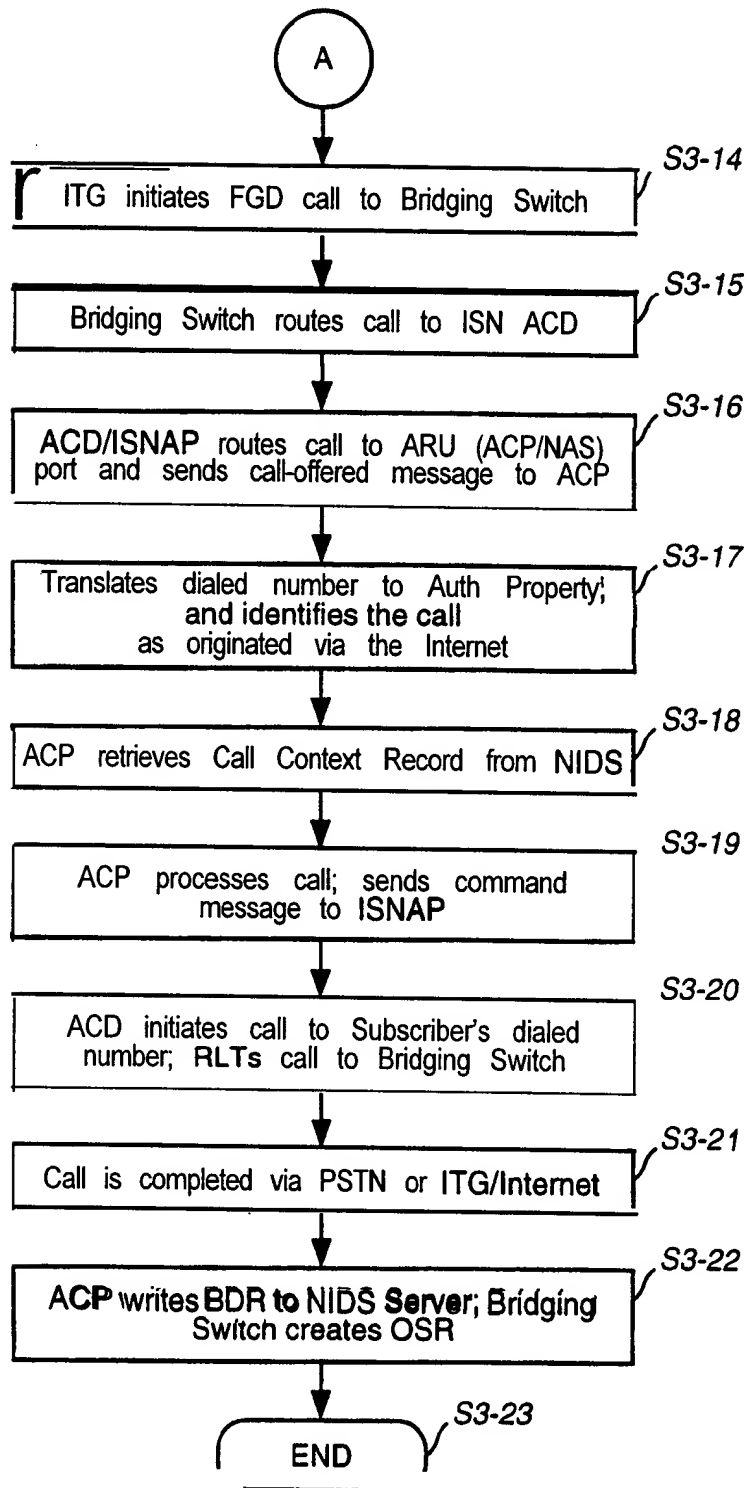 A
S3-14
ITG initiates FGD call to Bridging Switch
S3-15
Bridging Switch routes call to ISN ACD
S3-16
ACD/ISNAP routes call to ARU (ACP/NAS)
port and sends call-offered message to ACP
S3-17
Translates dialed number to Auth Property;
and identifies the call
as originated via the Internet
S3-18
ACP retrieves Call Context Record from NIDS
S3-19
ACP processes call; sends command
message to ISNAP
S3-20
ACD initiates call to Subscriber's dialed
number; RLTs call to Bridging Switch
S3-21
Call is completed via PSTN or ITG/Internet
S3-22
ACP writes BDR to NIDS Server; Bridging
Switch creates OSR
S3-23
END